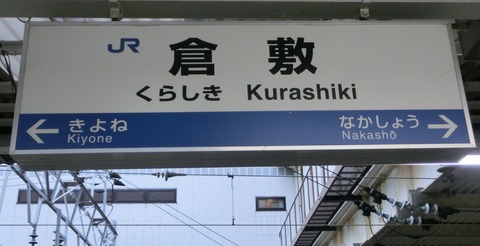 JR 倉敷
くらしき Kurashiki
← きよね なかしょう →
Kiyone Nakashō